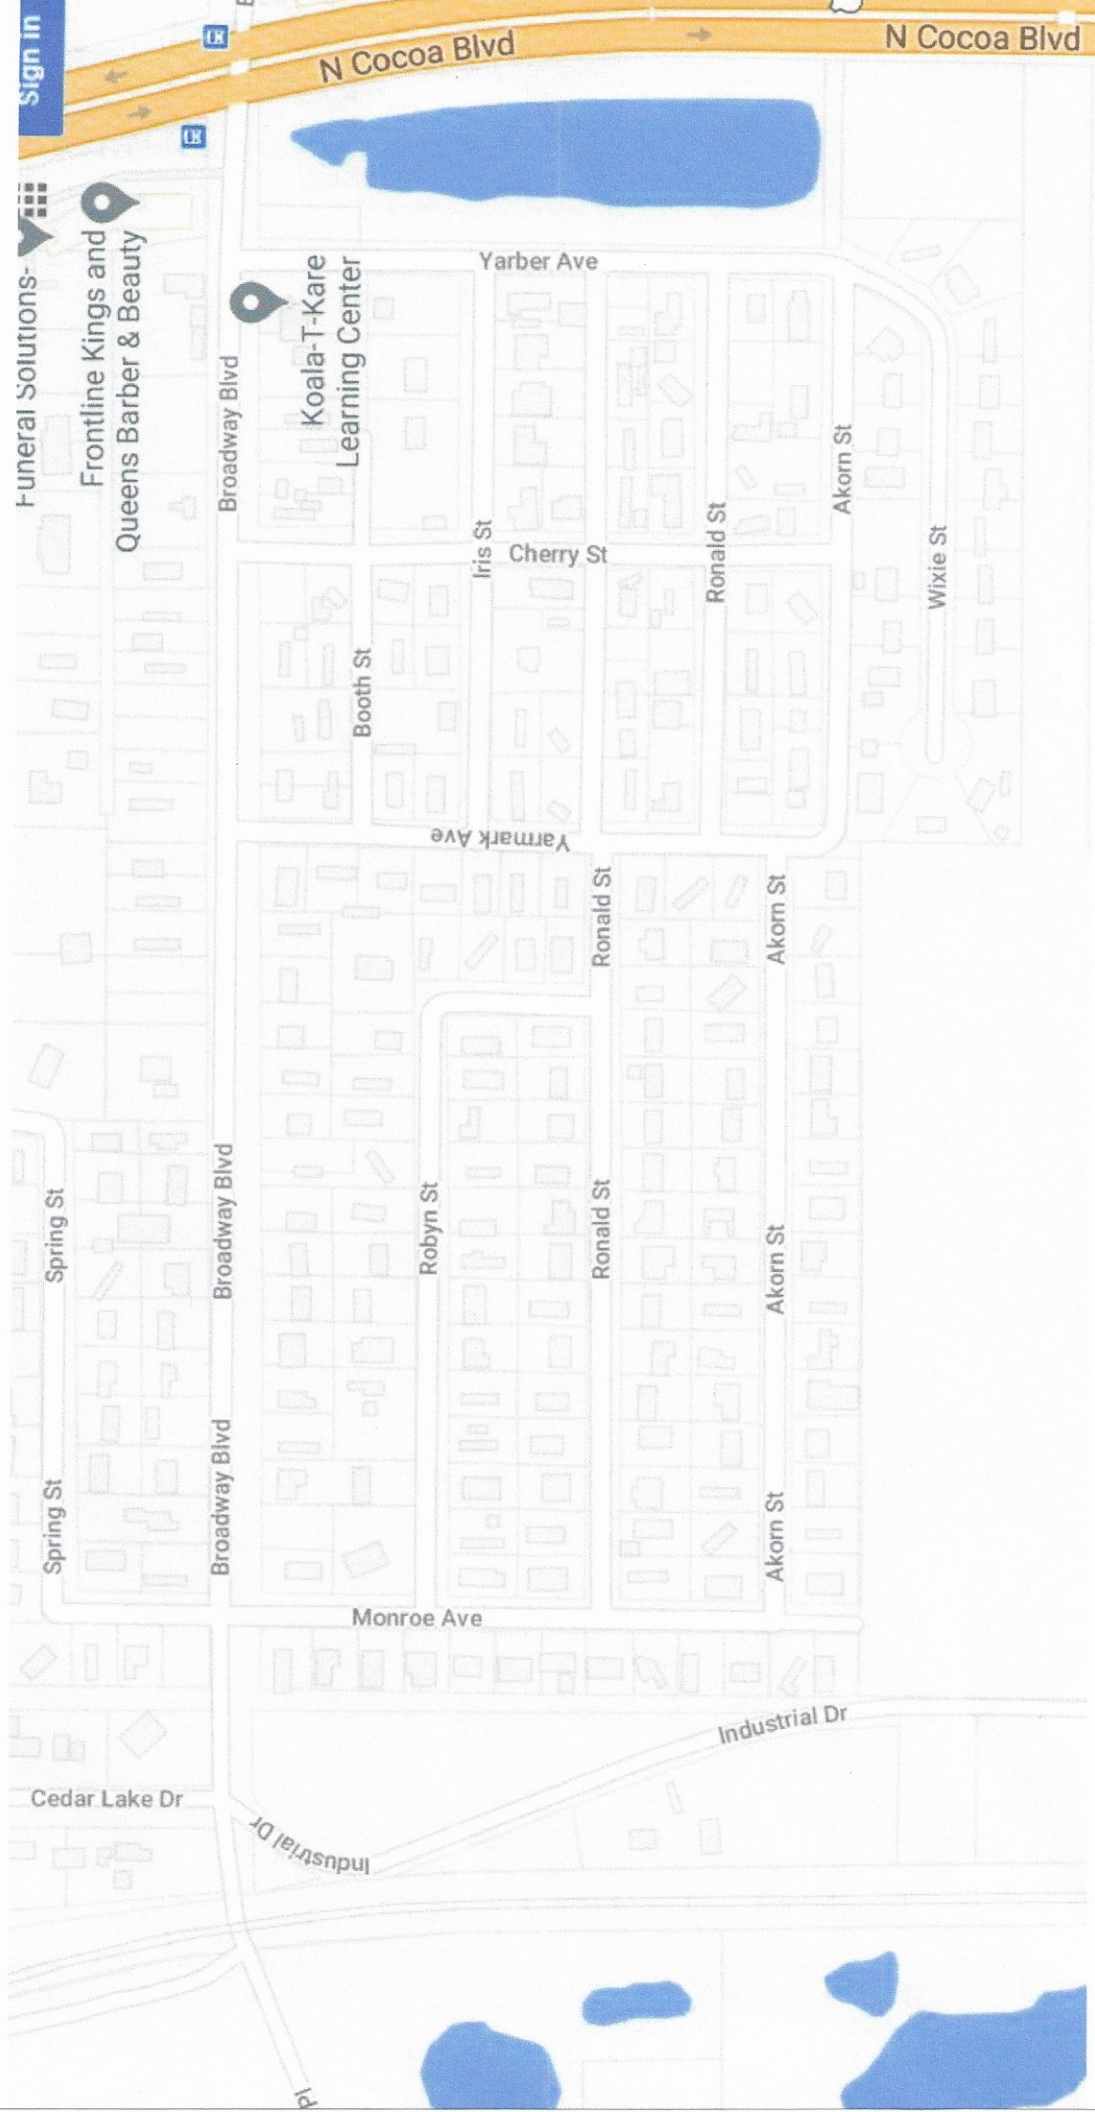 Sign in
N Cocoa Blvd
N Cocoa Blvd
Funeral Solutions-
Frontline Kings and
Queens Barber & Beauty
Koala-T-Kare
Learning Center
Yarber Ave
Broadway Blvd
Akorn St
Iris St
Cherry St
Ronald St
Wixie St
Booth St
Yarmark Ave
Ronald St
Akorn St
Spring St
Broadway Blvd
Robyn St
Ronald St
Akorn St
Spring St
Broadway Blvd
Akorn St
Monroe Ave
Industrial Dr
Cedar Lake Dr
Industrial Dr
Pl